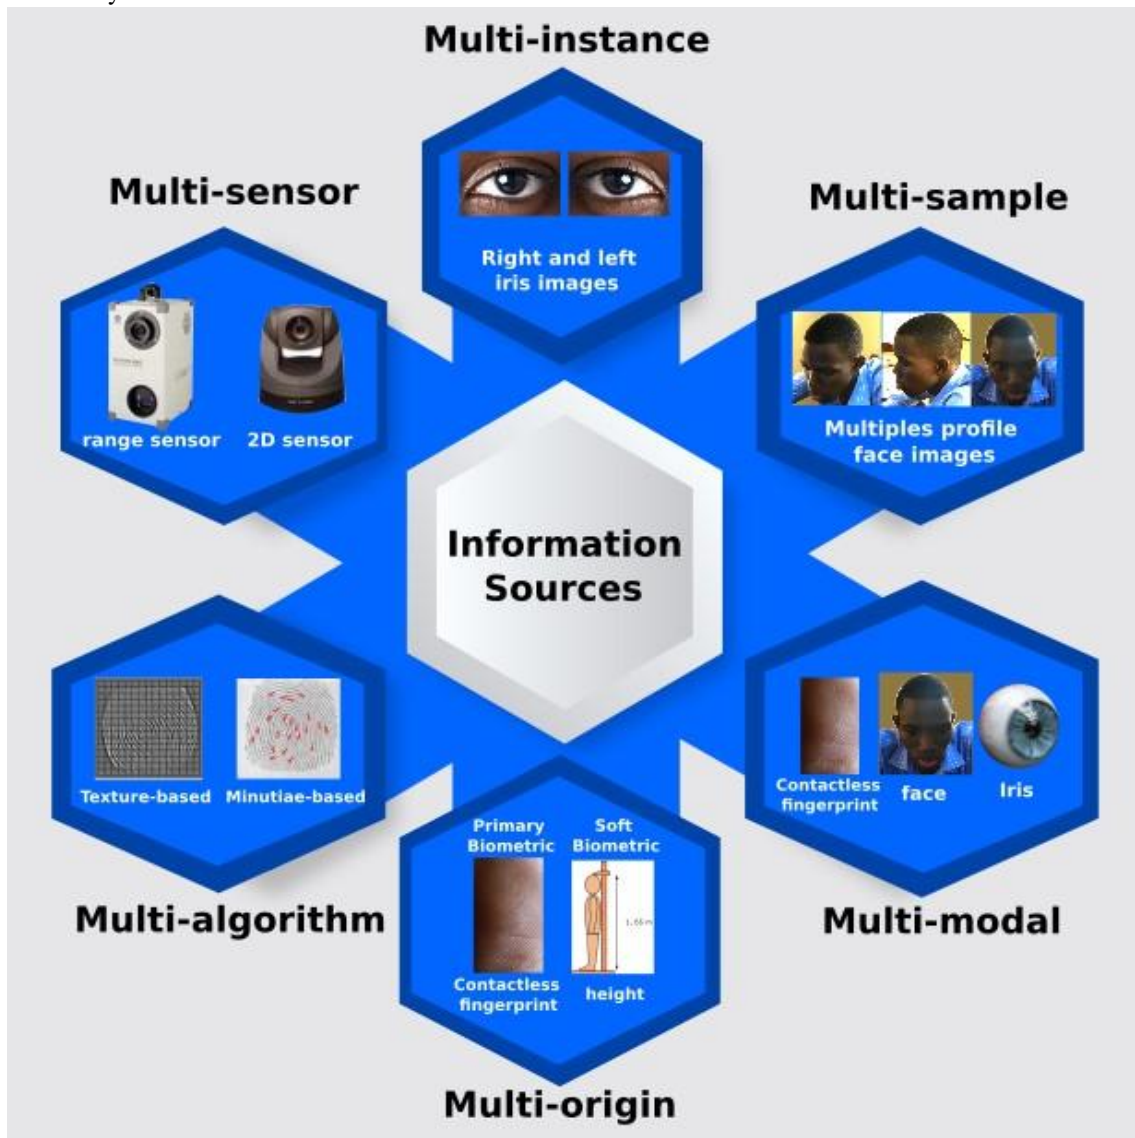 Multi-instance
Right and left
iris images
Multi-sensor
range sensor
2D sensor
Multi-sample
Multiples profile
face images
Information
Sources
Texture-based
Minutiae-based
Multi-algorithm
Primary
Biometric
Contactless
fingerprint
Soft
Biometric
1.66 m
height
Multi-origin
Contactless
fingerprint
face
Iris
Multi-modal